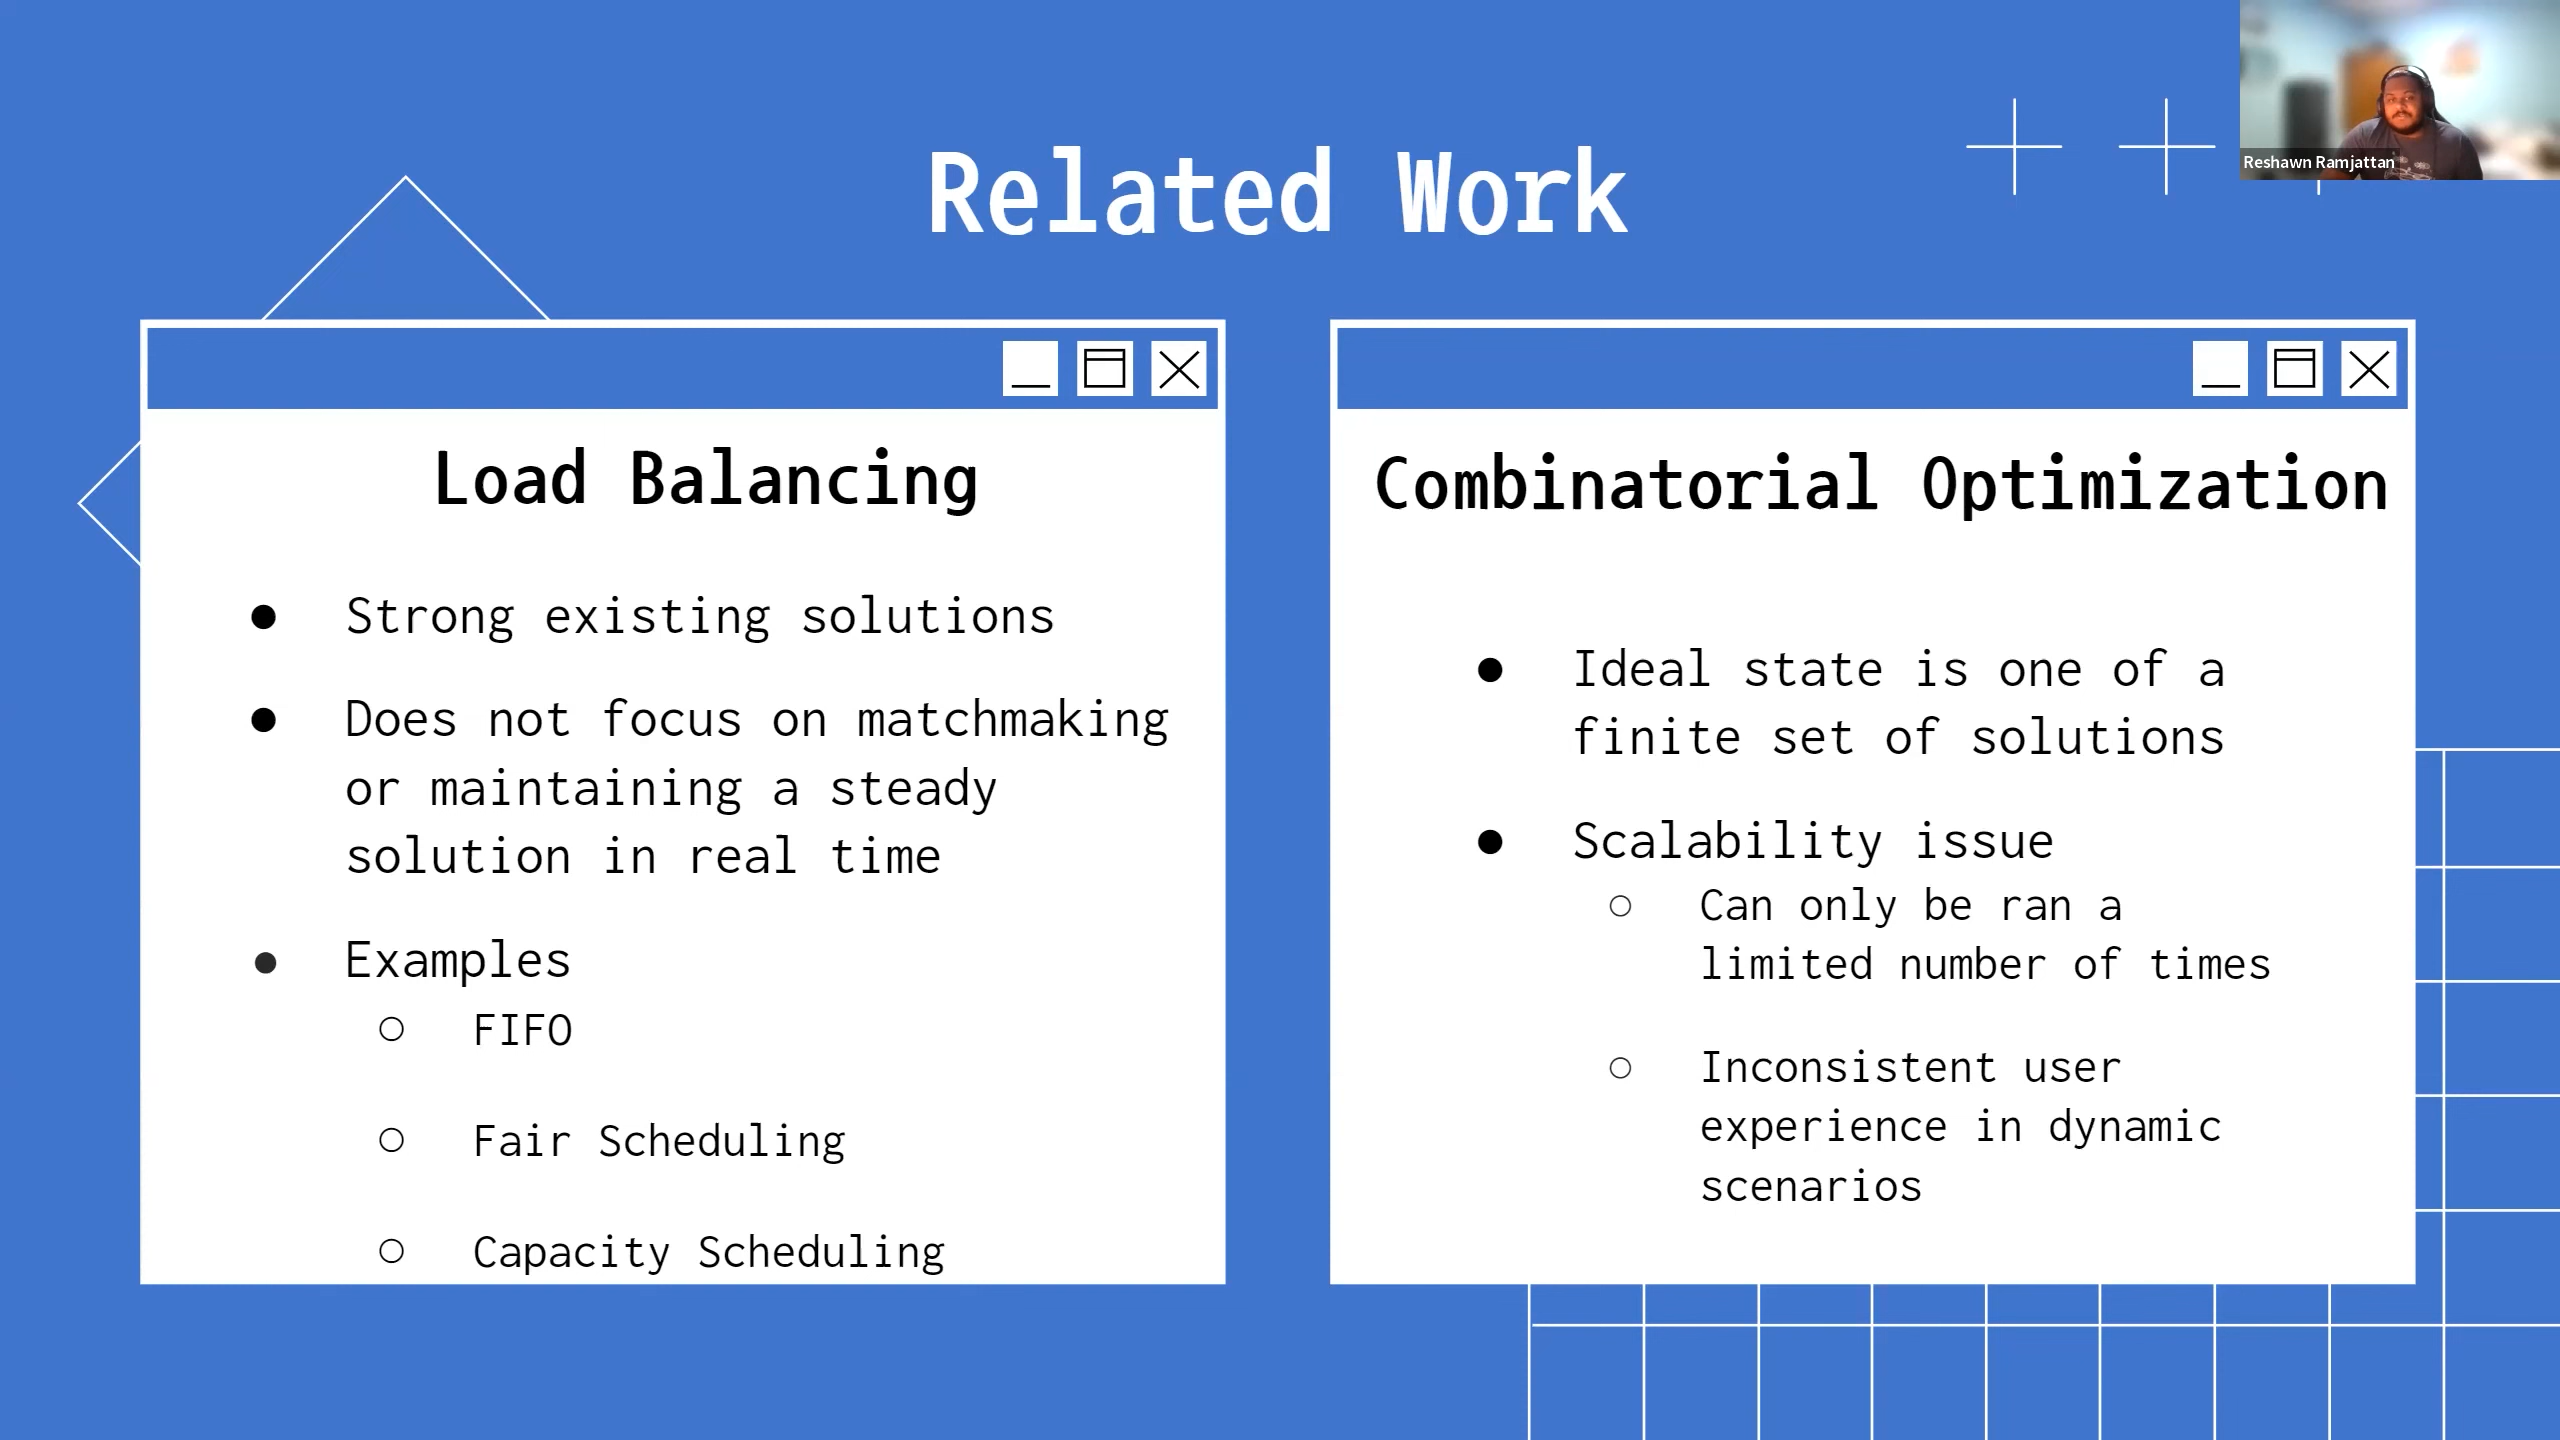 Related Work
Reshawn Ramjattan
Load Balancing
● Strong existing solutions
● Does not focus on matchmaking
or maintaining a steady
solution in real time
● Examples
○ FIFO
○ Fair Scheduling
○ Capacity Scheduling
Combinatorial Optimization
● Ideal state is one of a
finite set of solutions
● Scalability issue
○ Can only be ran a
limited number of times
○ Inconsistent user
experience in dynamic
scenarios